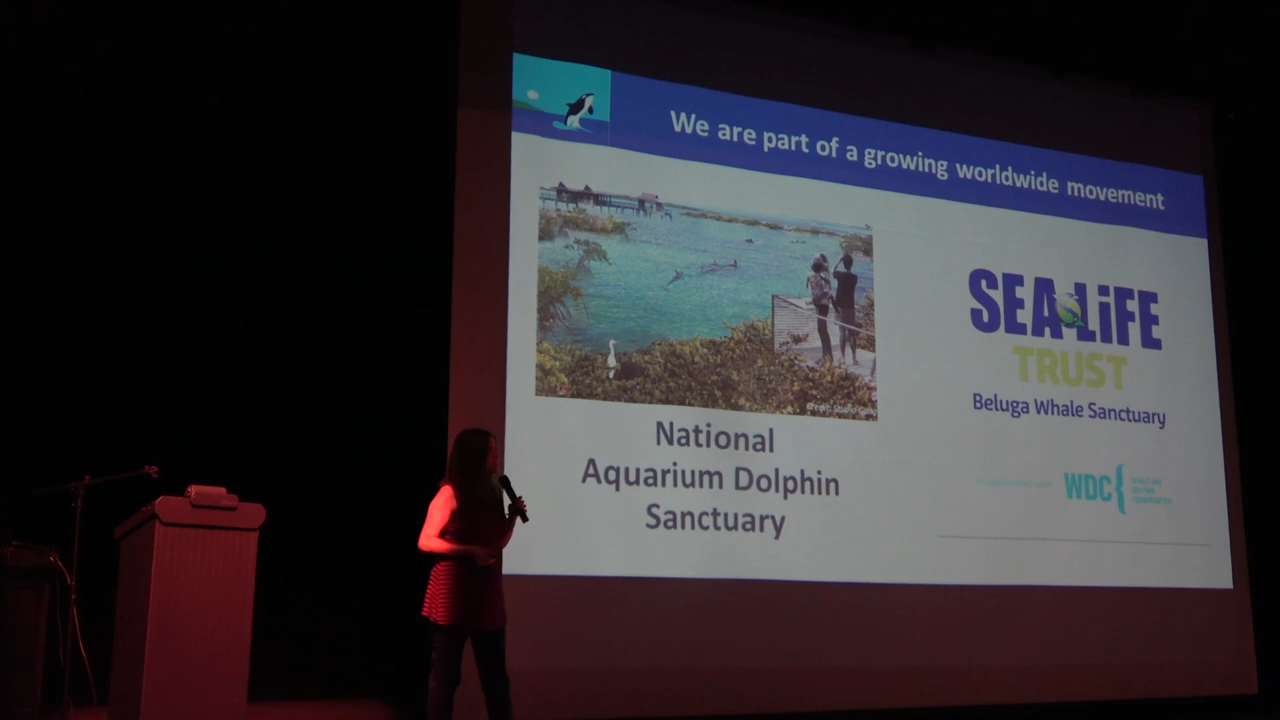 We are part of a growing worldwide movement
National
Aquarium Dolphin
Sanctuary
SEA LiFE
TRUST
Beluga Whale Sanctuary
WDC